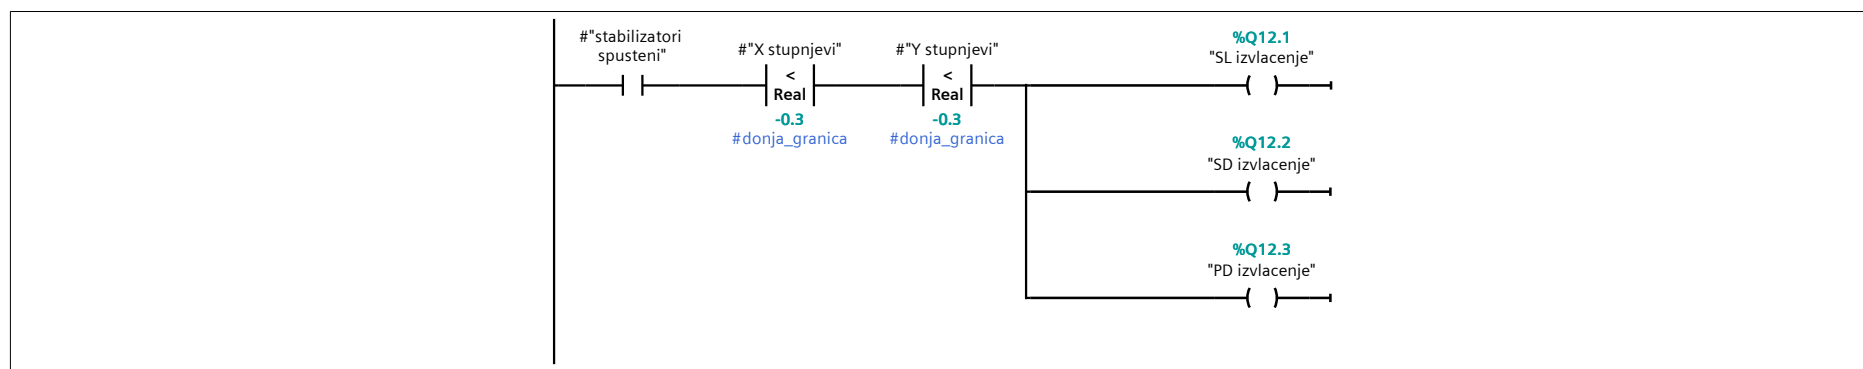 #"stabilizatori
spusteni"
#"X stupnjevi"
<
Real
-0.3
#donja_granica
#"Y stupnjevi"
<
Real
-0.3
#donja_granica
%Q12.1
"SL izvlacenje"
%Q12.2
"SD izvlacenje"
%Q12.3
"PD izvlacenje"